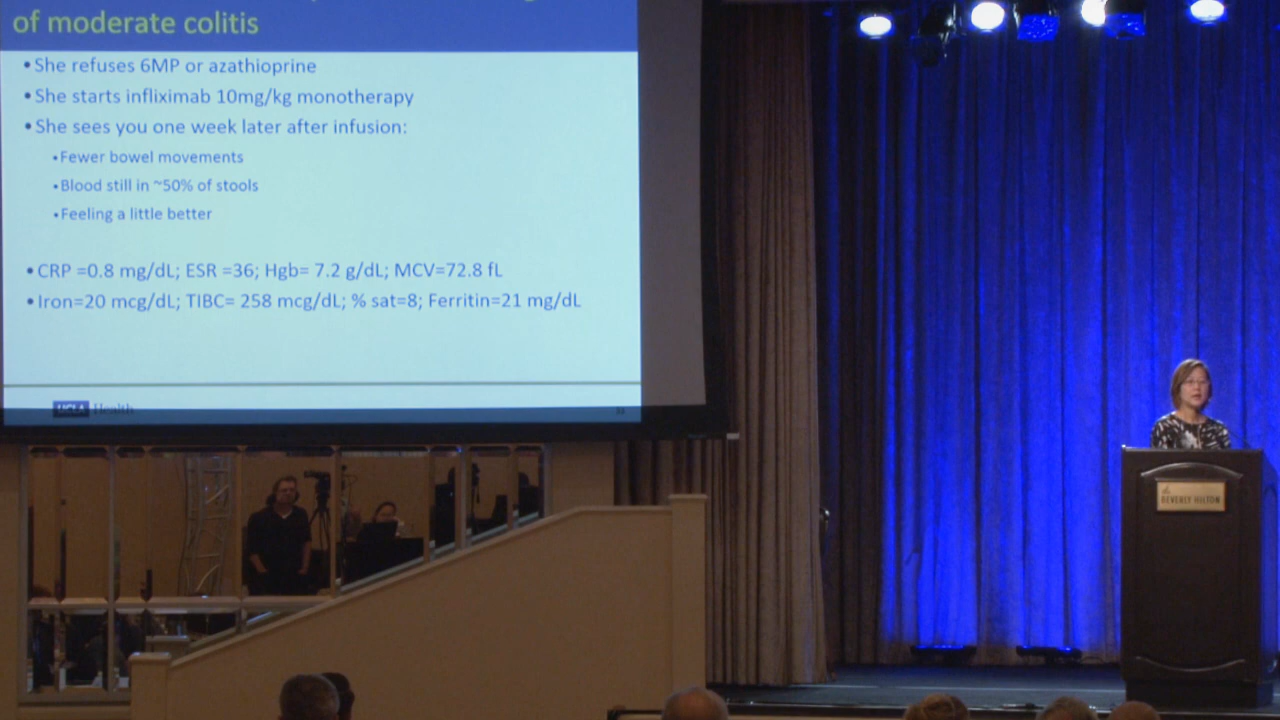 of moderate colitis
• She refuses 6MP or azathioprine
• She starts infliximab 10mg/kg monotherapy
• She sees you one week later after infusion:
• Fewer bowel movements
• Blood still in ~50% of stools
• Feeling a little better
• CRP =0.8 mg/dL; ESR =36; Hgb= 7.2 g/dL; MCV=72.8 fL
• Iron=20 mcg/dL; TIBC= 258 mcg/dL; % sat=8; Ferritin=21 mg/dL
UCLA Health
The
BEVERLY HILTON